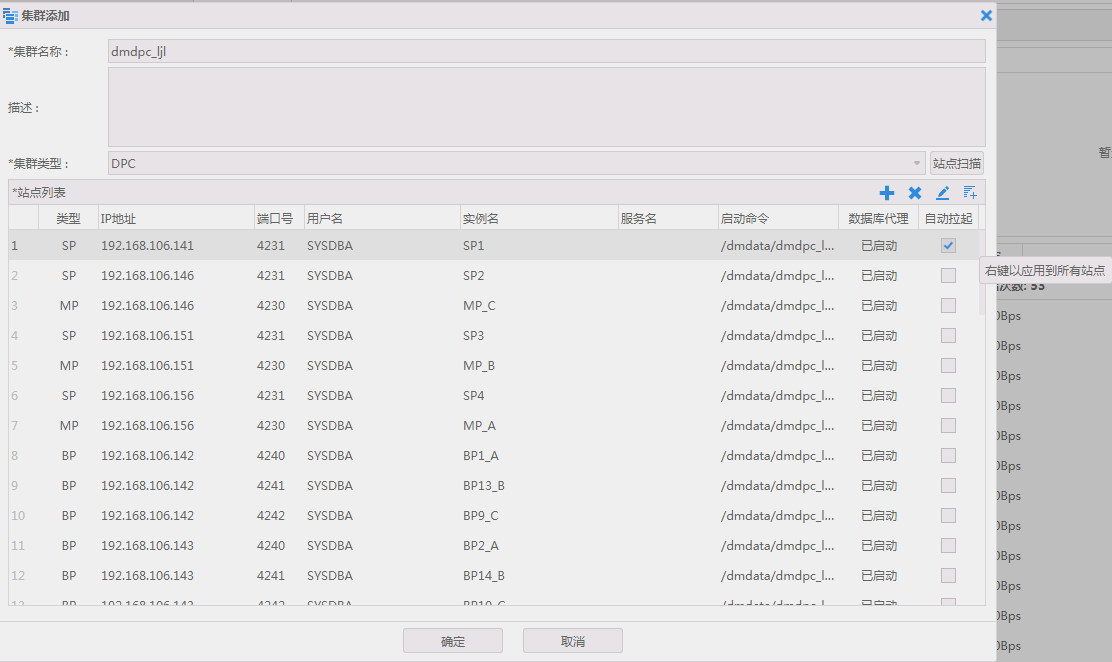 集群添加
*集群名称：
dmdpc_ljl
描述：
*集群类型：
DPC
站点扫描
*站点列表
类型 IP地址 端口号 用户名 实例名 服务名 启动命令 数据库代理 自动拉起
1 SP 192.168.106.141 4231 SYSDBA SP1 /dmdata/dmdpc_l... 已启动
2 SP 192.168.106.146 4231 SYSDBA SP2 /dmdata/dmdpc_l... 已启动
3 MP 192.168.106.146 4230 SYSDBA MP_C /dmdata/dmdpc_l... 已启动
4 SP 192.168.106.151 4231 SYSDBA SP3 /dmdata/dmdpc_l... 已启动
5 MP 192.168.106.151 4230 SYSDBA MP_B /dmdata/dmdpc_l... 已启动
6 SP 192.168.106.156 4231 SYSDBA SP4 /dmdata/dmdpc_l... 已启动
7 MP 192.168.106.156 4230 SYSDBA MP_A /dmdata/dmdpc_l... 已启动
8 BP 192.168.106.142 4240 SYSDBA BP1_A /dmdata/dmdpc_l... 已启动
9 BP 192.168.106.142 4241 SYSDBA BP13_B /dmdata/dmdpc_l... 已启动
10 BP 192.168.106.142 4242 SYSDBA BP9_C /dmdata/dmdpc_l... 已启动
11 BP 192.168.106.143 4240 SYSDBA BP2_A /dmdata/dmdpc_l... 已启动
12 BP 192.168.106.143 4241 SYSDBA BP14_B /dmdata/dmdpc_l... 已启动
13 BP 192.168.106.143 4242 SYSDBA BP10_C /dmdata/dmdpc_l... 已启动
确定
取消
暂
右键以应用到所有站点
次数: 53
0Bps
0Bps
0Bps
0Bps
0Bps
0Bps
0Bps
0Bps
0Bps
0Bps
0Bps
0Bps